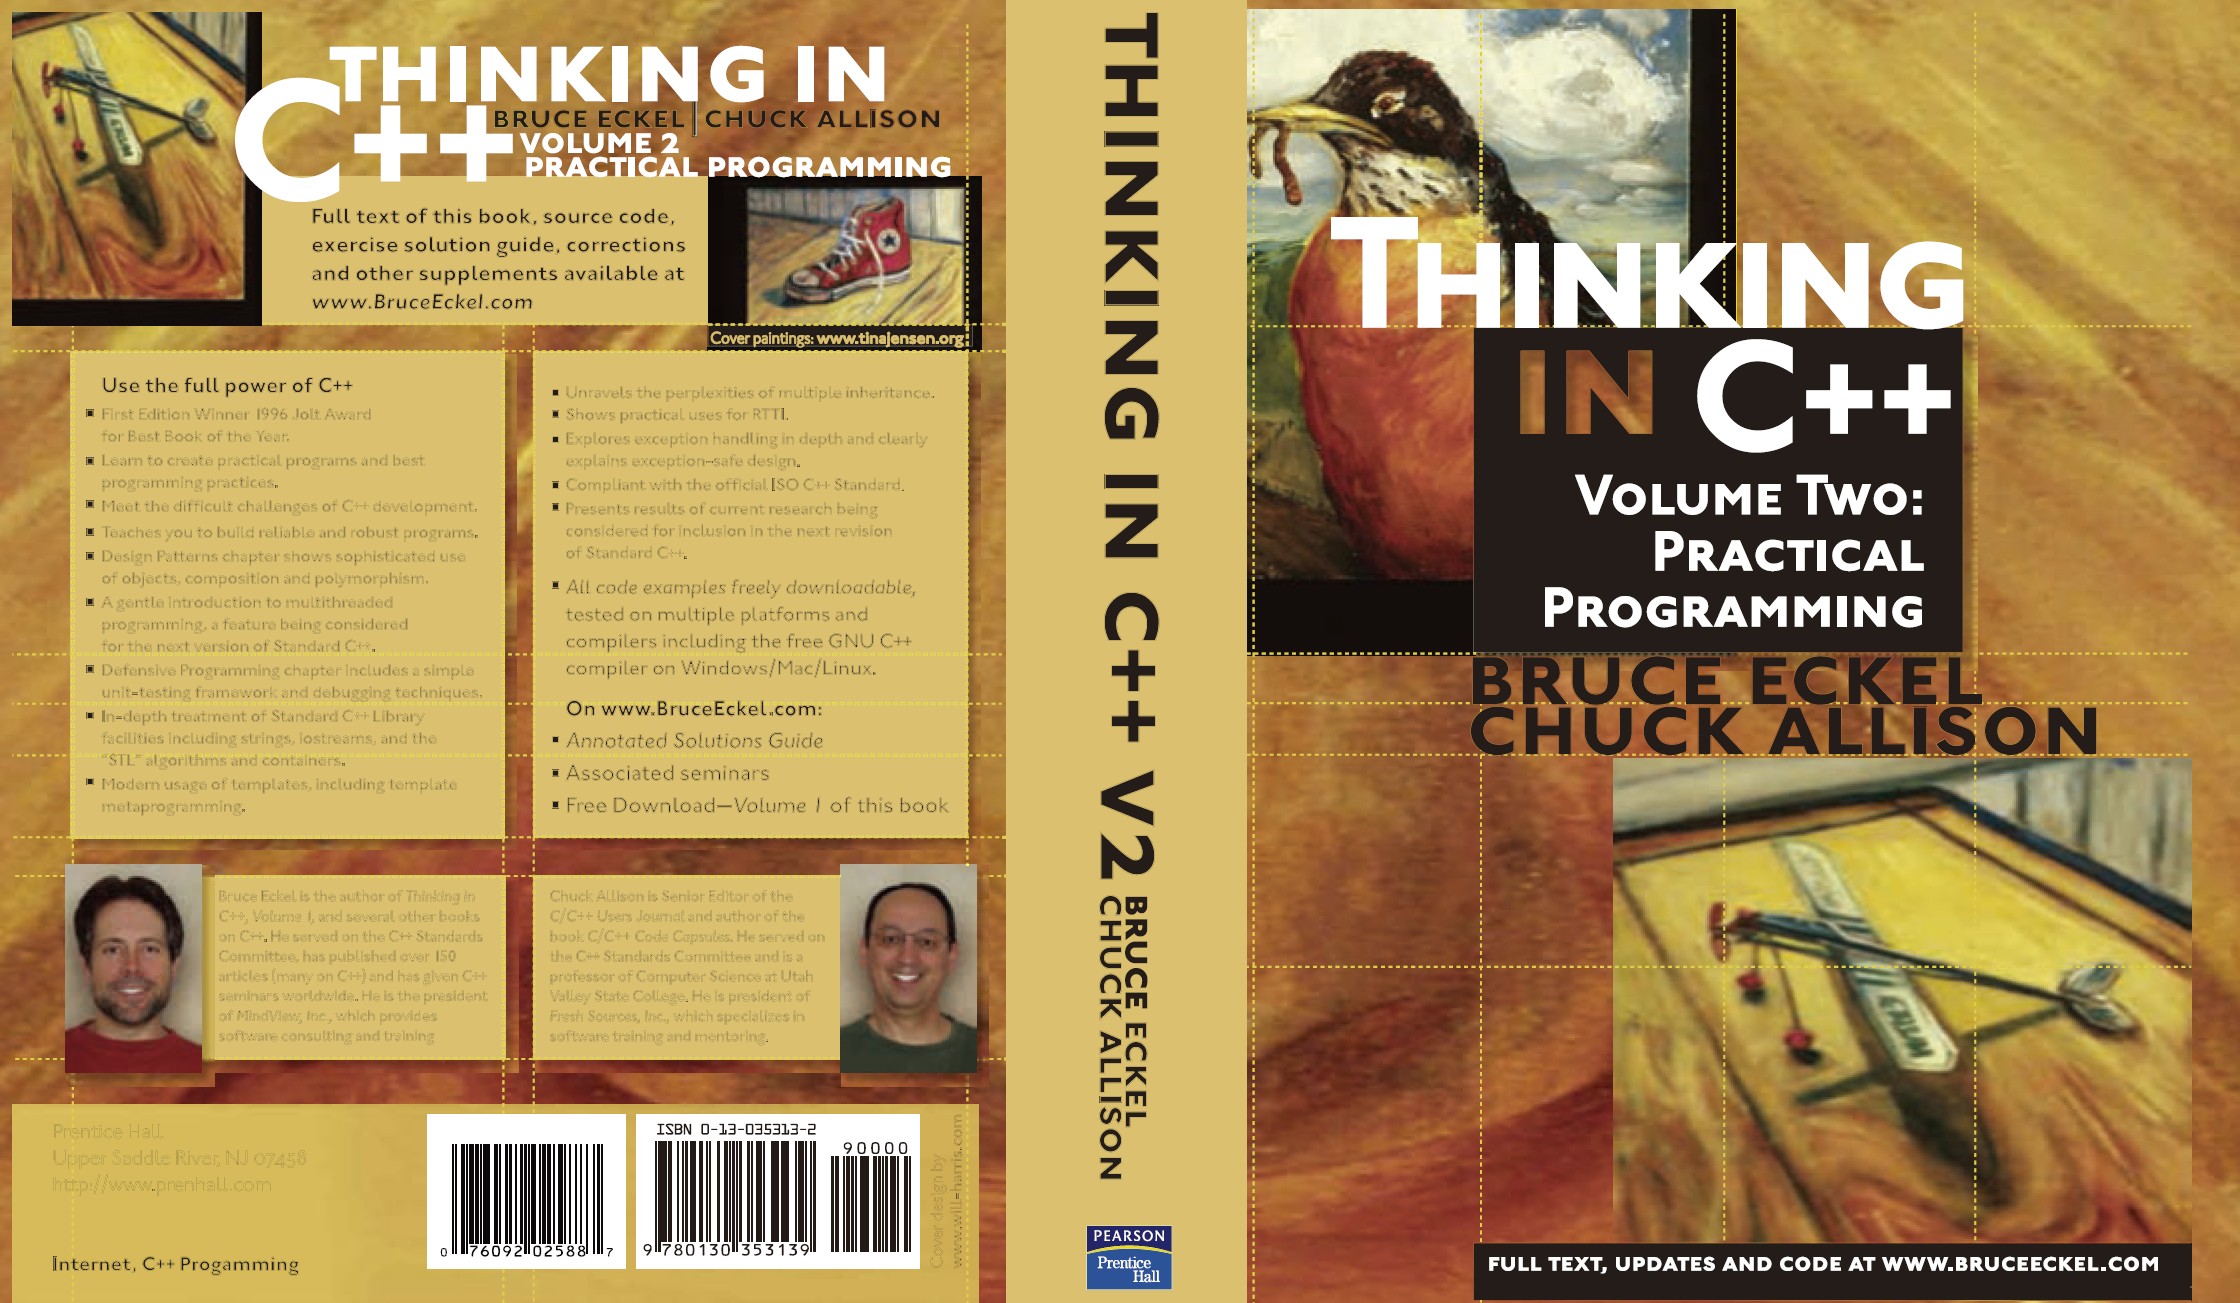 THINKING IN
C++
BRUCE ECKEL | CHUCK ALLISON
VOLUME 2
PRACTICAL PROGRAMMING
Full text of this book, source code,
exercise solution guide, corrections
and other supplements available at
www.BruceEckel.com
Cover paintings: www.tinajensen.org
Use the full power of C++
▪ First Edition Winner 1996 Jolt Award
for Best Book of the Year.
▪ Learn to create practical programs and best
programming practices.
▪ Meet the difficult challenges of C++ development.
▪ Teaches you to build reliable and robust programs.
▪ Design Patterns chapter shows sophisticated use
of objects, composition and polymorphism.
▪ A gentle introduction to multithreaded
programming, a feature being considered
for the next version of Standard C++.
▪ Defensive Programming chapter includes a simple
unit-testing framework and debugging techniques.
▪ In-depth treatment of Standard C++ Library
facilities including strings, iostreams, and the
"STL" algorithms and containers.
▪ Modern usage of templates, including template
metaprogramming.
▪ Unravels the perplexities of multiple inheritance.
▪ Shows practical uses for RTTI.
▪ Explores exception handling in depth and clearly
explains exception-safe design.
▪ Compliant with the official ISO C++ Standard.
▪ Presents results of current research being
considered for inclusion in the next revision
of Standard C++.
▪ All code examples freely downloadable,
tested on multiple platforms and
compilers including the free GNU C++
compiler on Windows/Mac/Linux.
On www.BruceEckel.com:
▪ Annotated Solutions Guide
▪ Associated seminars
▪ Free Download—Volume 1 of this book
Bruce Eckel is the author of Thinking in
C++, Volume 1, and several other books
on C++. He served on the C++ Standards
Committee, has published over 150
articles (many on C++) and has given C++
seminars worldwide. He is the president
of MindView, Inc., which provides
software consulting and training
Chuck Allison is Senior Editor of the
C/C++ Users Journal and author of the
book C/C++ Code Capsules. He served on
the C++ Standards Committee and is a
professor of Computer Science at Utah
Valley State College. He is president of
Fresh Sources, Inc., which specializes in
software training and mentoring.
Prentice Hall
Upper Saddle River, NJ 07458
http://www.prenhall.com
Internet, C++ Progamming
0 76092 02588 7
ISBN 0-13-035313-2
90000
9 780130 353139
Cover design by
www.will-harris.com
THINKING IN C++ V2
BRUCE ECKEL
CHUCK ALLISON
PEARSON
Prentice
Hall
THINKING
IN C++
VOLUME TWO:
PRACTICAL
PROGRAMMING
BRUCE ECKEL
CHUCK ALLISON
FULL TEXT, UPDATES AND CODE AT WWW.BRUCEECKEL.COM